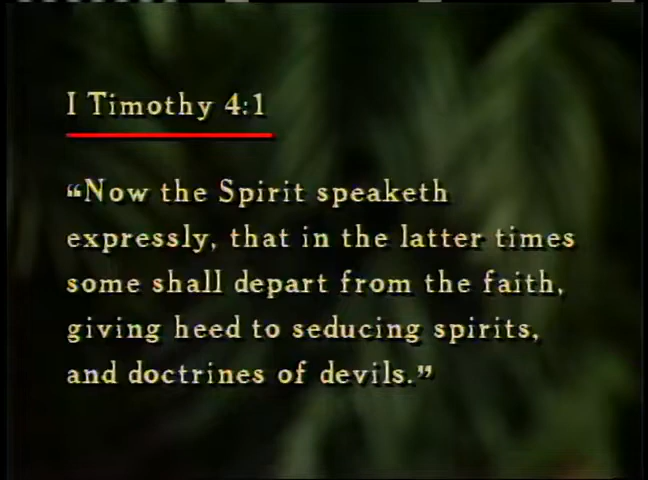 I Timothy 4:1
“Now the Spirit speaketh
expressly, that in the latter times
some shall depart from the faith,
giving heed to seducing spirits,
and doctrines of devils.”